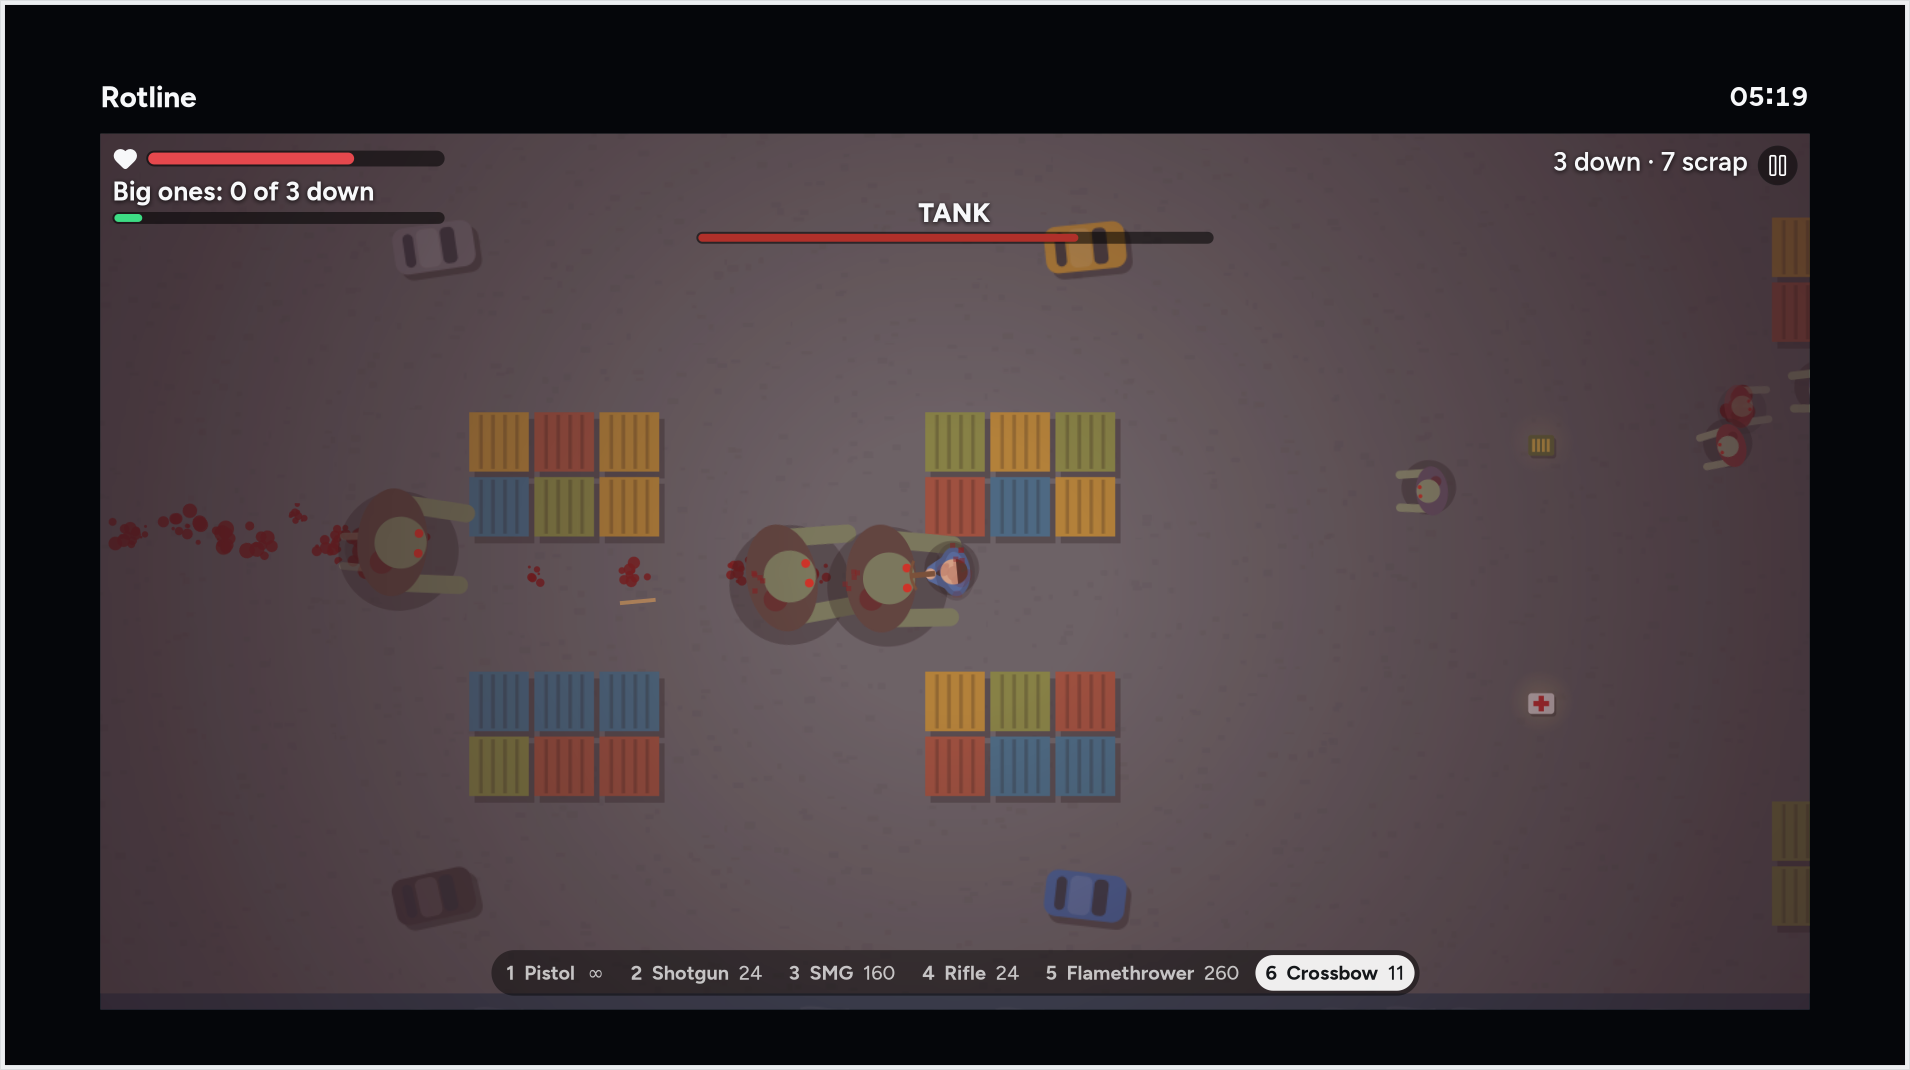 Rotline
05:19
Big ones: 0 of 3 down
3 down · 7 scrap
TANK
1 Pistol ∞ 2 Shotgun 24 3 SMG 160 4 Rifle 24 5 Flamethrower 260 6 Crossbow 11